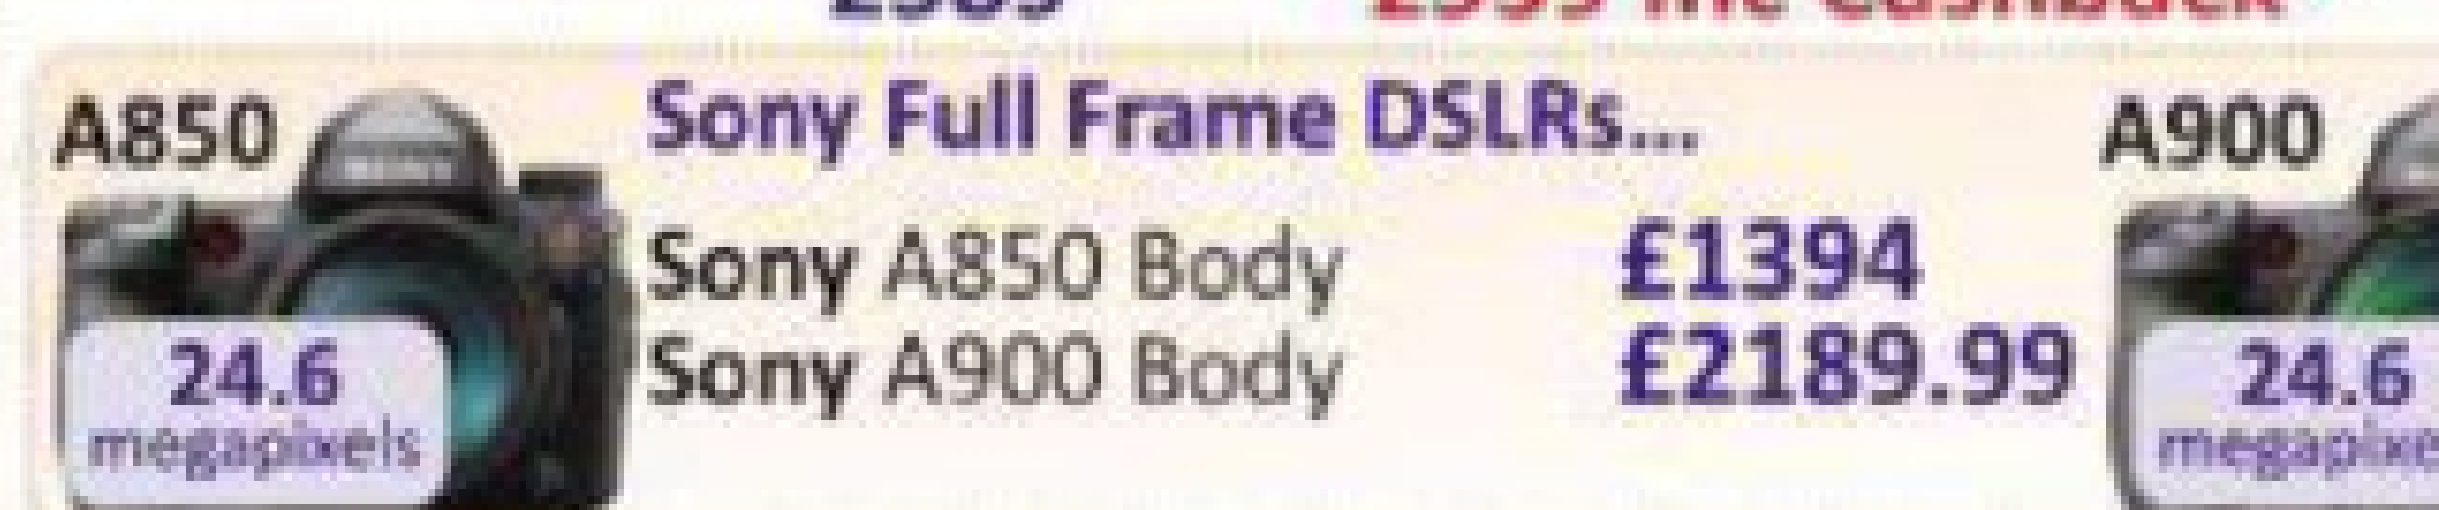 A850
Sony Full Frame DSLRs...
Sony A850 Body £1394
Sony A900 Body £2189.99
24.6
megapixels
A900
24.6